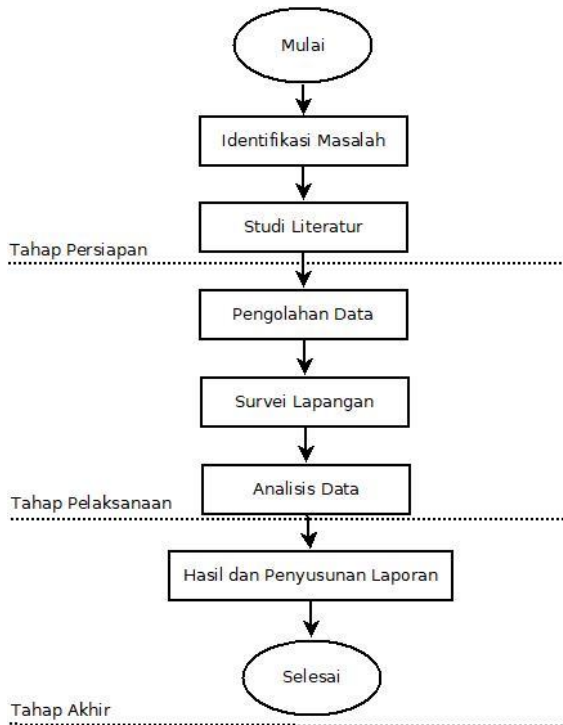 Mulai
Identifikasi Masalah
Studi Literatur
Tahap Persiapan
Pengolahan Data
Survei Lapangan
Analisis Data
Tahap Pelaksanaan
Hasil dan Penyusunan Laporan
Selesai
Tahap Akhir